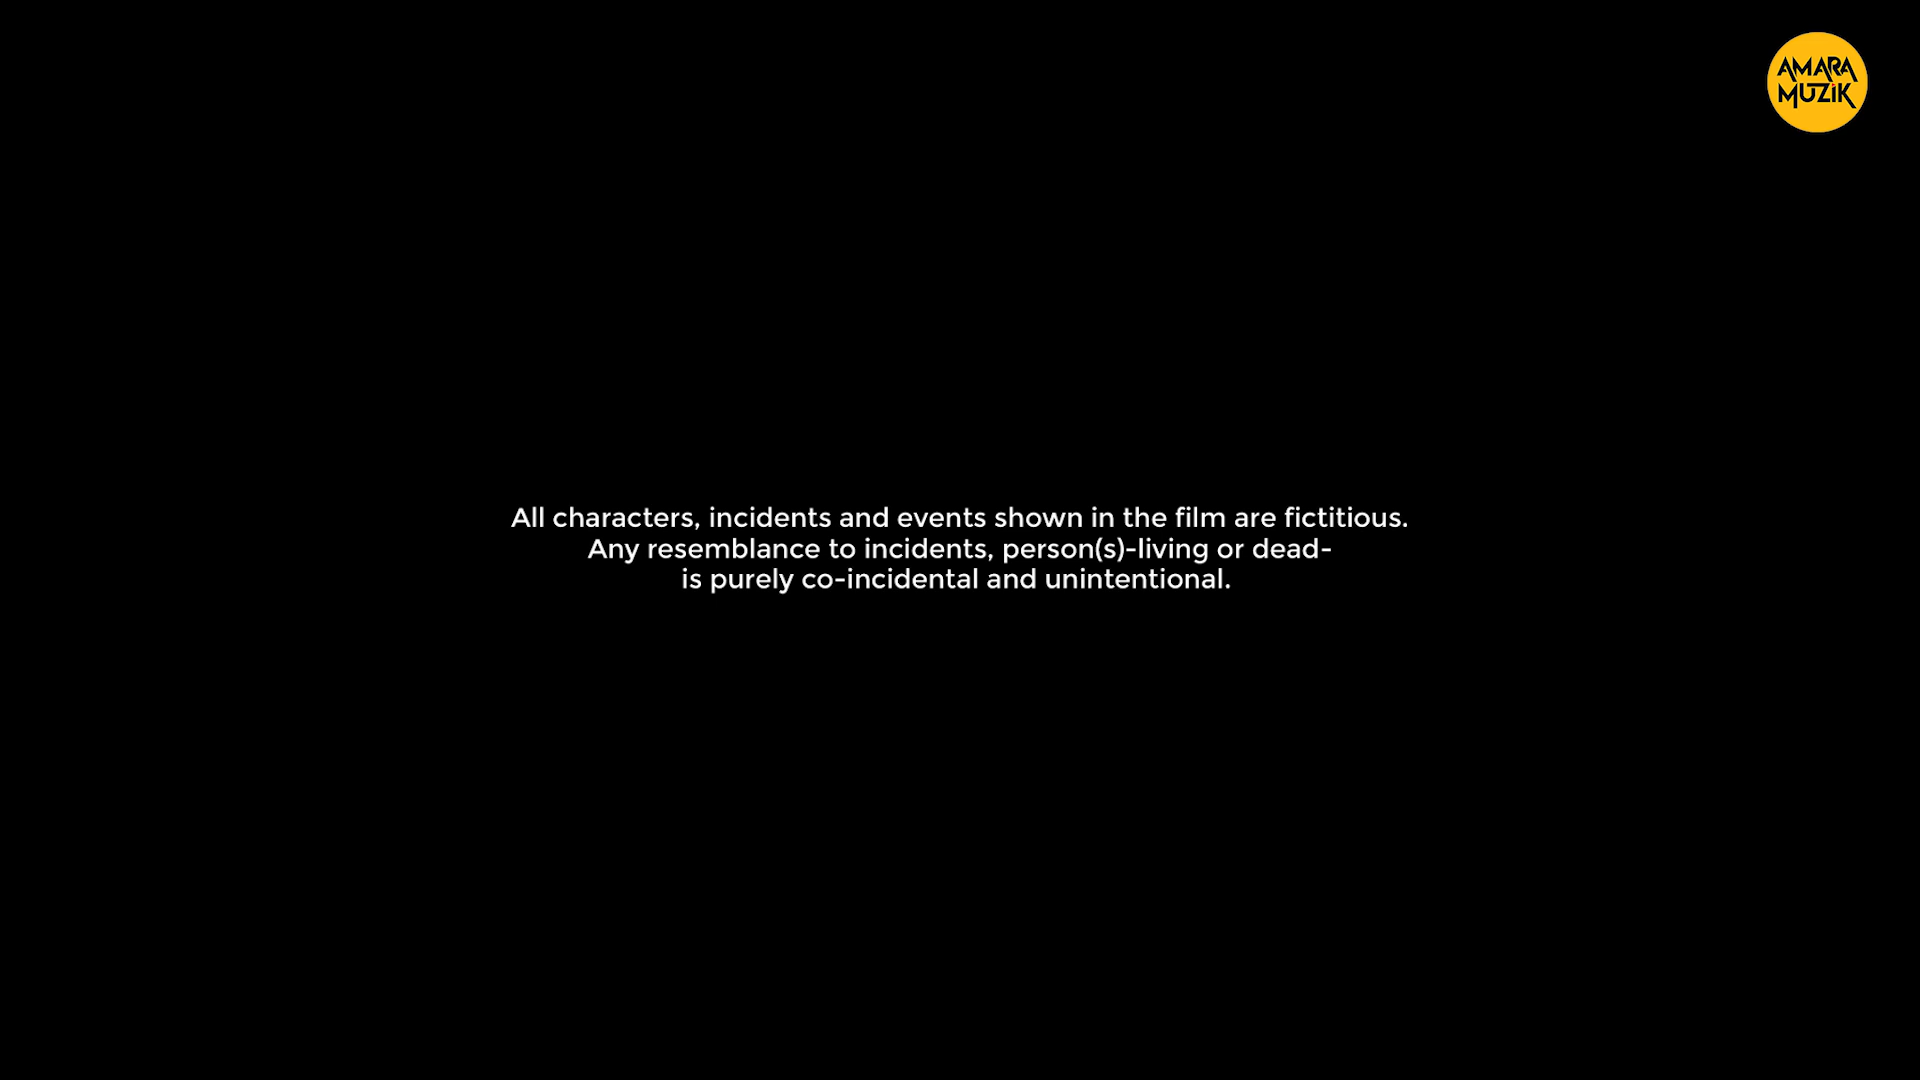 AMARA
MUZIK
All characters, incidents and events shown in the film are fictitious.
Any resemblance to incidents, person(s)-living or dead-
is purely co-incidental and unintentional.